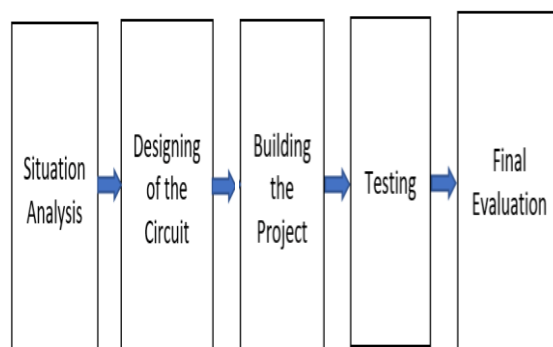 Situation
Analysis
Designing
of the
Circuit
Building
the
Project
Testing
Final
Evaluation